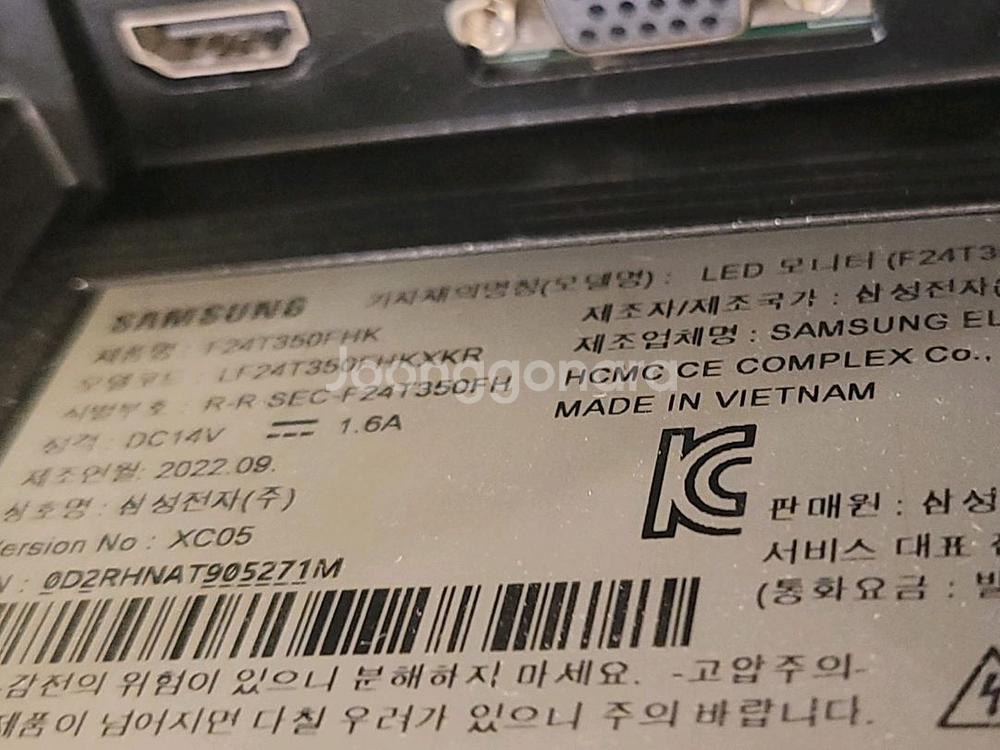 SAMSUNG
기자재의명칭(모델명) : LED 모니터 (F24T3
제품명 : F24T350FHK
제조자/제조국가 : 삼성전자(
모델코드 : LF24T350FHKXKR
제조업체명 : SAMSUNG EL
식별부호 : R-R-SEC-F24T350FH
HCMC CE COMPLEX Co.,
정격 : DC14V 1.6A
MADE IN VIETNAM
제조연월: 2022.09.
상호명 : 삼성전자(주)
ersion No : XC05
N : 0D2RHNAT905271M
판매원 : 삼성
서비스 대표
(통화요금 : 발
-감전의 위험이 있으니 분해하지 마세요. -고압주의-
제품이 넘어지면 다칠 우려가 있으니 주의 바랍니다.
Joonggonara